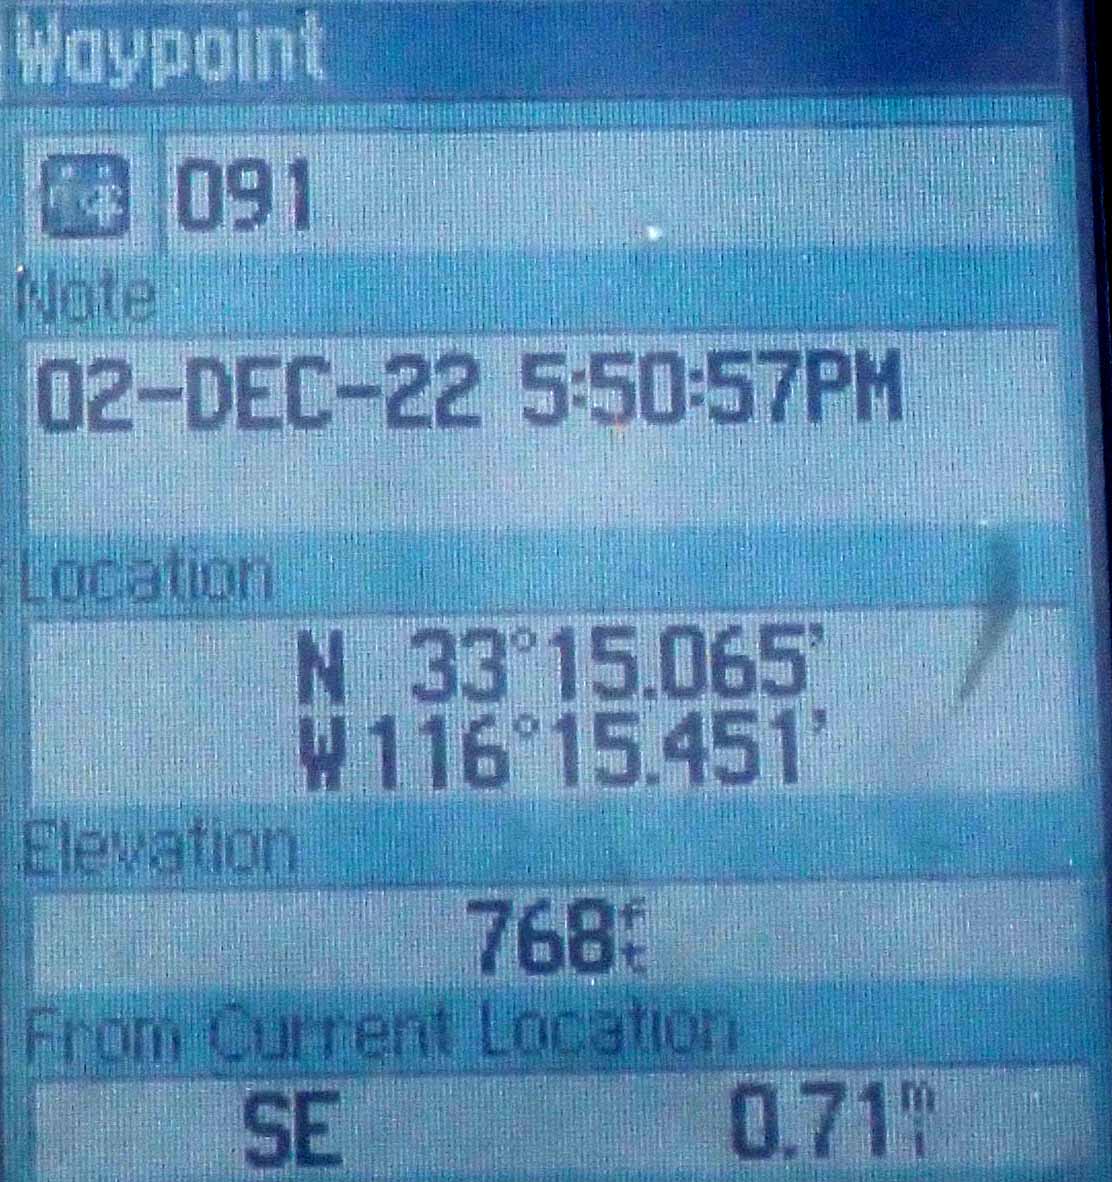 Waypoint
091
Note
02-DEC-22 5:50:57PM
Location
N 33°15.065'
W116°15.451'
Elevation
768ft
From Current Location
SE 0.71mi